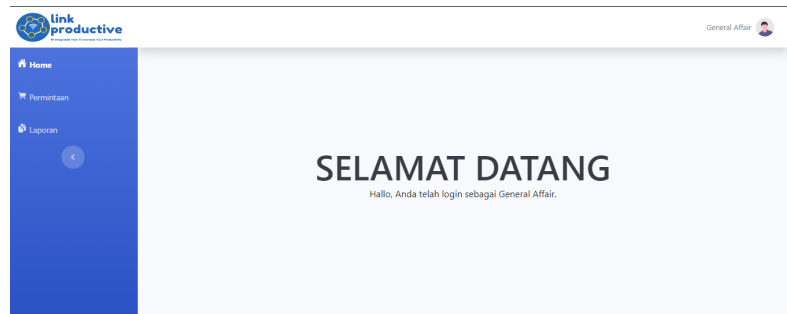 link
productive
General Affair
Home
Permintaan
Laporan
SELAMAT DATANG
Hallo, Anda telah login sebagai General Affair.